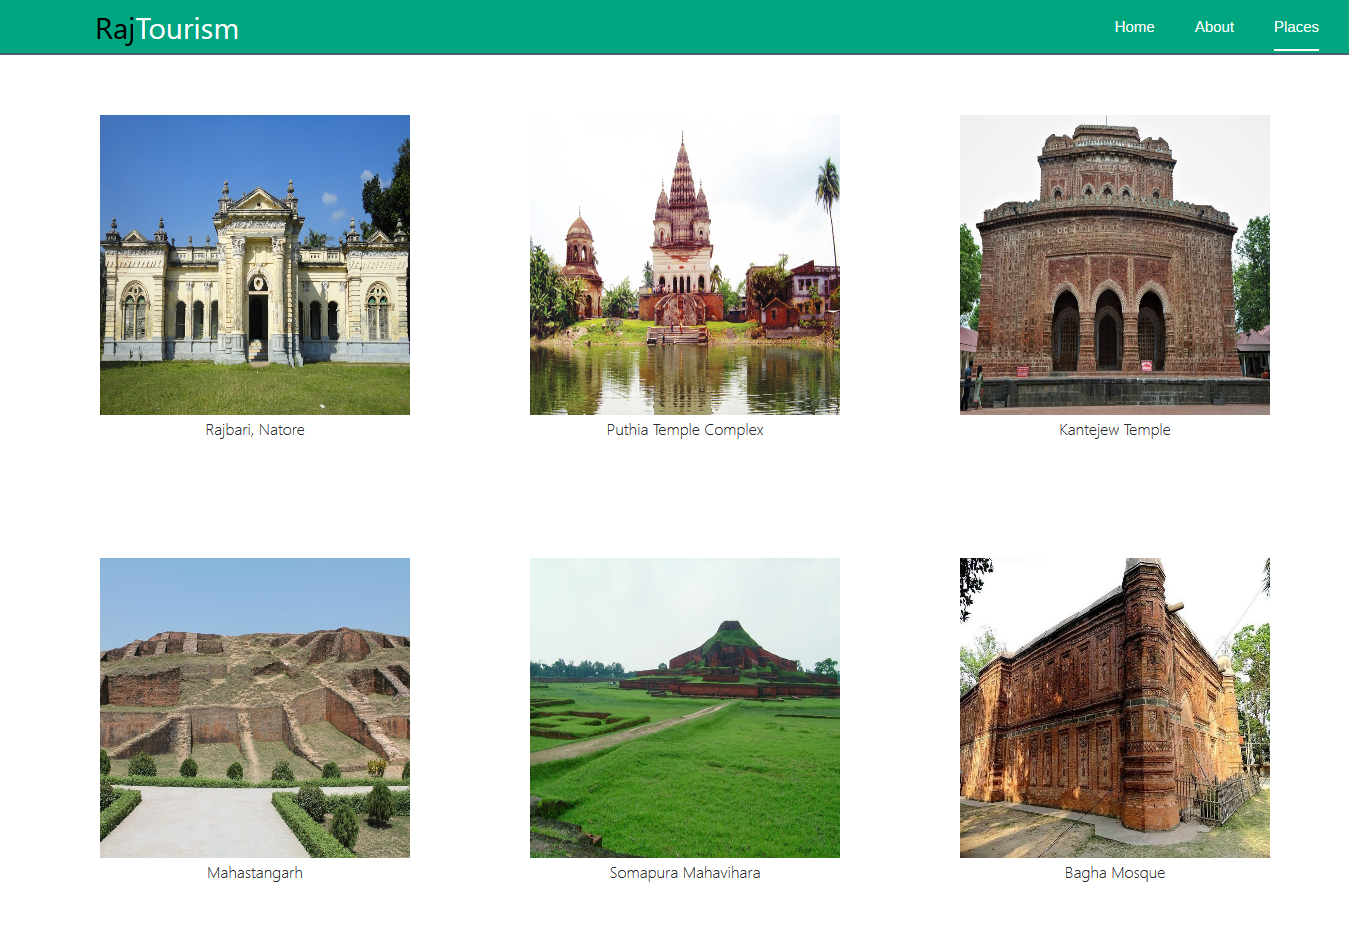 RajTourism
Home About Places
Rajbari, Natore
Puthia Temple Complex
Kantejew Temple
Mahastangarh
Somapura Mahavihara
Bagha Mosque